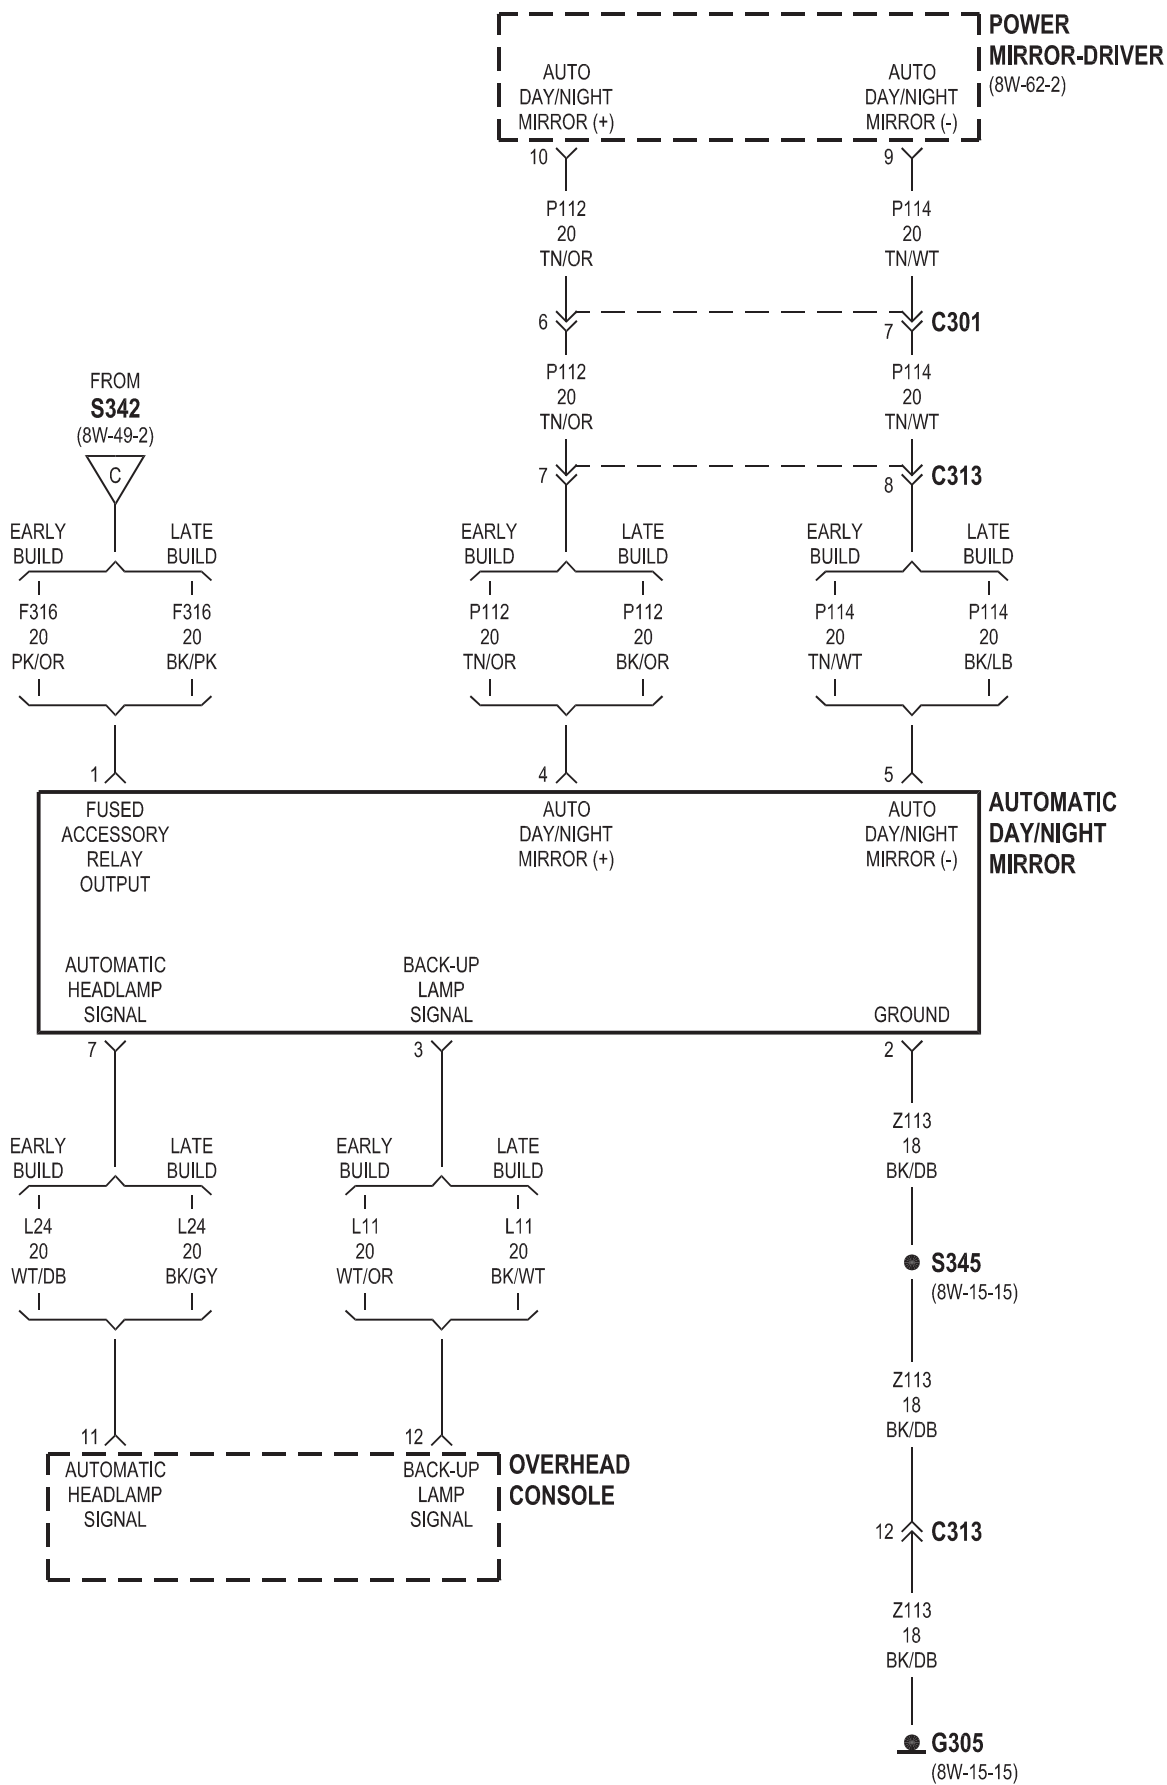 POWER
MIRROR-DRIVER
(8W-62-2)
AUTO
DAY/NIGHT
MIRROR (+)
AUTO
DAY/NIGHT
MIRROR (-)
10
9
P112
20
TN/OR
P114
20
TN/WT
6
7
C301
P112
20
TN/OR
P114
20
TN/WT
7
8
C313
FROM
S342
(8W-49-2)
C
EARLY
BUILD
LATE
BUILD
F316
20
PK/OR
F316
20
BK/PK
EARLY
BUILD
LATE
BUILD
P112
20
TN/OR
P112
20
BK/OR
EARLY
BUILD
LATE
BUILD
P114
20
TN/WT
P114
20
BK/LB
1
4
5
AUTOMATIC
DAY/NIGHT
MIRROR
FUSED
ACCESSORY
RELAY
OUTPUT
AUTO
DAY/NIGHT
MIRROR (+)
AUTO
DAY/NIGHT
MIRROR (-)
AUTOMATIC
HEADLAMP
SIGNAL
BACK-UP
LAMP
SIGNAL
GROUND
7
3
2
EARLY
BUILD
LATE
BUILD
L24
20
WT/DB
L24
20
BK/GY
EARLY
BUILD
LATE
BUILD
L11
20
WT/OR
L11
20
BK/WT
Z113
18
BK/DB
S345
(8W-15-15)
Z113
18
BK/DB
11
12
AUTOMATIC
HEADLAMP
SIGNAL
BACK-UP
LAMP
SIGNAL
OVERHEAD
CONSOLE
12
C313
Z113
18
BK/DB
G305
(8W-15-15)